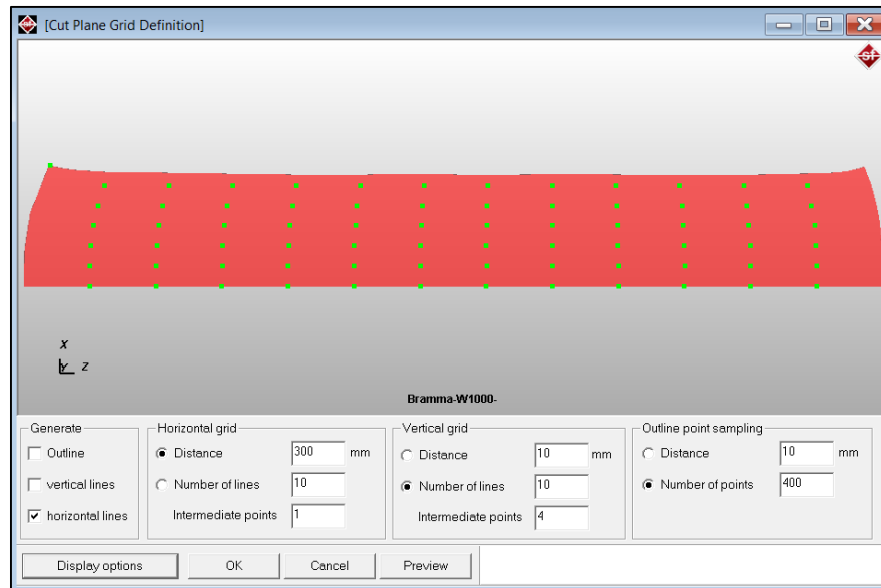 [Cut Plane Grid Definition]
sf
X
Y Z
Bramma-W1000-
Generate
Outline
vertical lines
horizontal lines
Horizontal grid
Distance 300 mm
Number of lines 10
Intermediate points 1
Vertical grid
Distance 10 mm
Number of lines 10
Intermediate points 4
Outline point sampling
Distance 10 mm
Number of points 400
Display options OK Cancel Preview